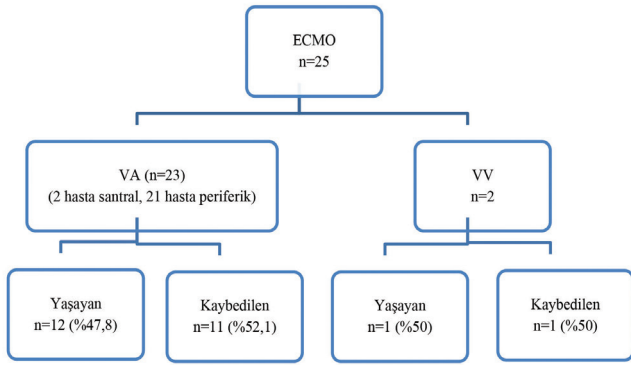 ECMO
n=25
VA (n=23)
(2 hasta santral, 21 hasta periferik)
VV
n=2
Yaşayan
n=12 (%47,8)
Kaybedilen
n=11 (%52,1)
Yaşayan
n=1 (%50)
Kaybedilen
n=1 (%50)